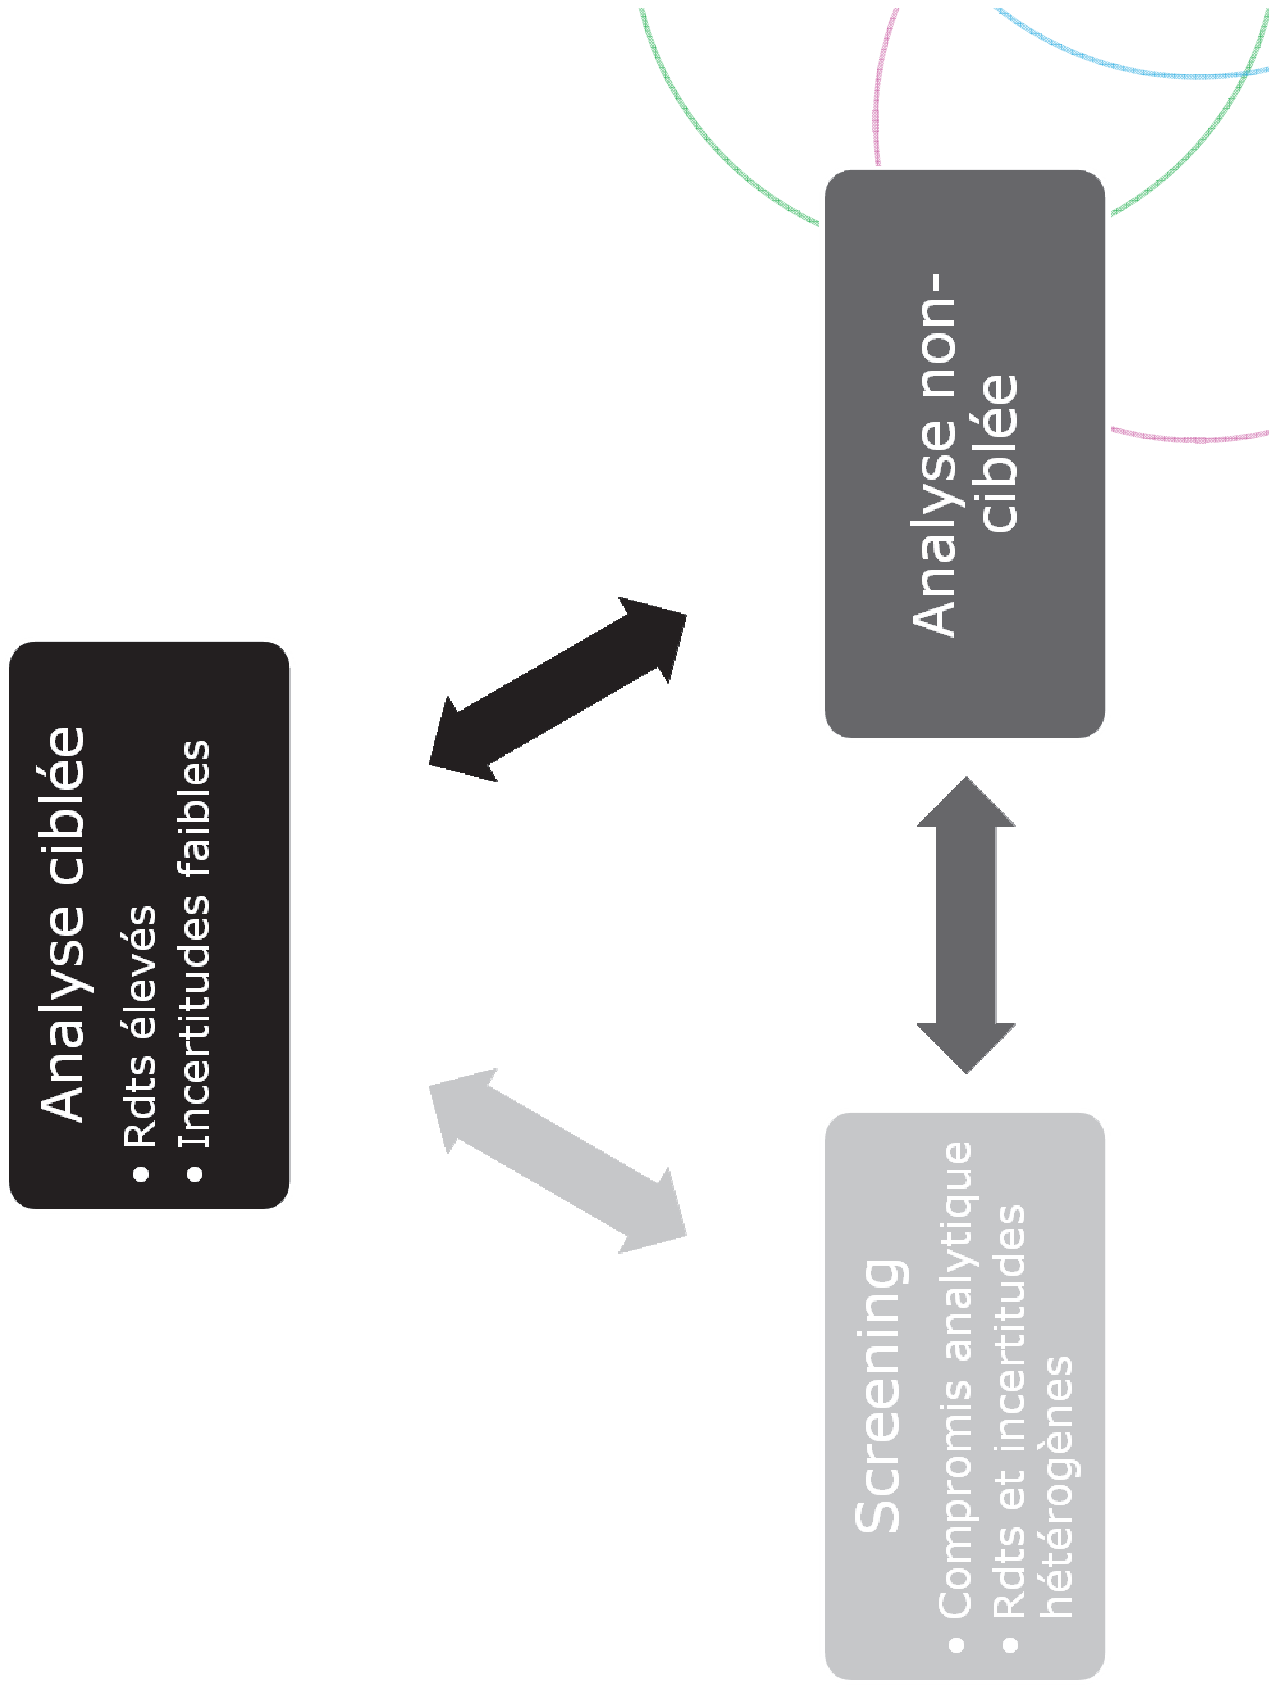 Analyse ciblée
• Rdts élevés
• Incertitudes faibles
Screening
• Compromis analytique
• Rdts et incertitudes
hétérogènes
Analyse non-
ciblée